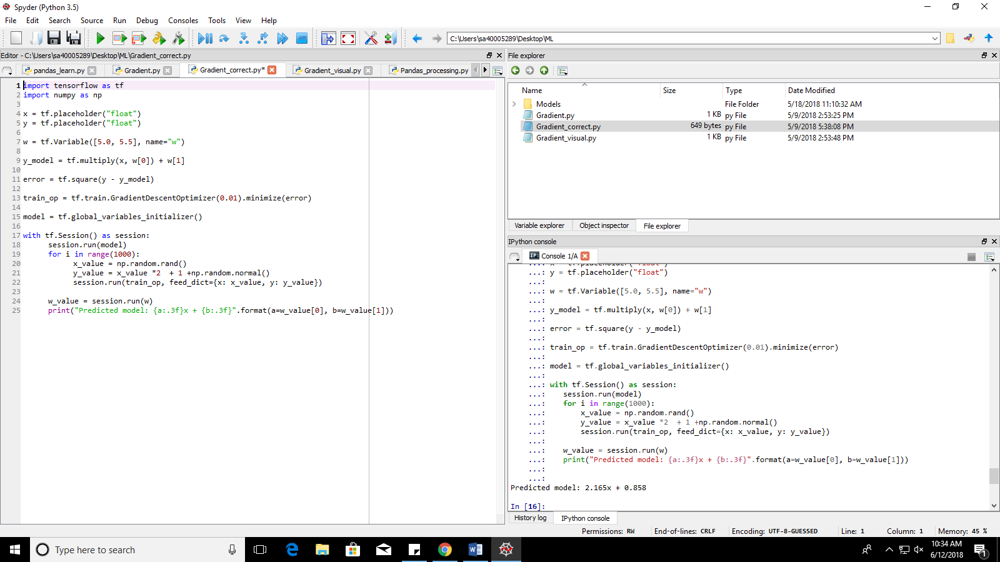 Spyder (Python 3.5)
File Edit Search Source Run Debug Consoles Tools View Help
C:\Users\sa40005289\Desktop\ML
Editor - C:\Users\sa40005289\Desktop\ML\Gradient_correct.py
pandas_learn.py Gradient.py Gradient_correct.py* Gradient_visual.py Pandas_processing.py
1 import tensorflow as tf
2 import numpy as np
3
4 x = tf.placeholder("float")
5 y = tf.placeholder("float")
6
7 w = tf.Variable([5.0, 5.5], name="w")
8
9 y_model = tf.multiply(x, w[0]) + w[1]
10
11 error = tf.square(y - y_model)
12
13 train_op = tf.train.GradientDescentOptimizer(0.01).minimize(error)
14
15 model = tf.global_variables_initializer()
16
17 with tf.Session() as session:
18 session.run(model)
19 for i in range(1000):
20 x_value = np.random.rand()
21 y_value = x_value *2  + 1 +np.random.normal()
22 session.run(train_op, feed_dict={x: x_value, y: y_value})
23
24 w_value = session.run(w)
25 print("Predicted model: {a:.3f}x + {b:.3f}".format(a=w_value[0], b=w_value[1]))
File explorer
Name Size Type Date Modified
Models File Folder 5/18/2018 11:10:32 AM
Gradient.py 1 KB py File 5/9/2018 2:53:25 PM
Gradient_correct.py 649 bytes py File 5/9/2018 5:38:08 PM
Gradient_visual.py 1 KB py File 5/9/2018 2:53:48 PM
Variable explorer Object inspector File explorer
IPython console
IP: Console 1/A
...: x = tf.placeholder("float")
...: y = tf.placeholder("float")
...:
...: w = tf.Variable([5.0, 5.5], name="w")
...:
...: y_model = tf.multiply(x, w[0]) + w[1]
...:
...: error = tf.square(y - y_model)
...:
...: train_op = tf.train.GradientDescentOptimizer(0.01).minimize(error)
...:
...: model = tf.global_variables_initializer()
...:
...: with tf.Session() as session:
...: session.run(model)
...: for i in range(1000):
...: x_value = np.random.rand()
...: y_value = x_value *2  + 1 +np.random.normal()
...: session.run(train_op, feed_dict={x: x_value, y: y_value})
...:
...: w_value = session.run(w)
...: print("Predicted model: {a:.3f}x + {b:.3f}".format(a=w_value[0], b=w_value[1]))
...:
...:
Predicted model: 2.165x + 0.858
In [16]:
History log IPython console
Permissions: RW End-of-lines: CRLF Encoding: UTF-8-GUESSED Line: 1 Column: 1 Memory: 45 %
Type here to search
10:34 AM
6/12/2018
1